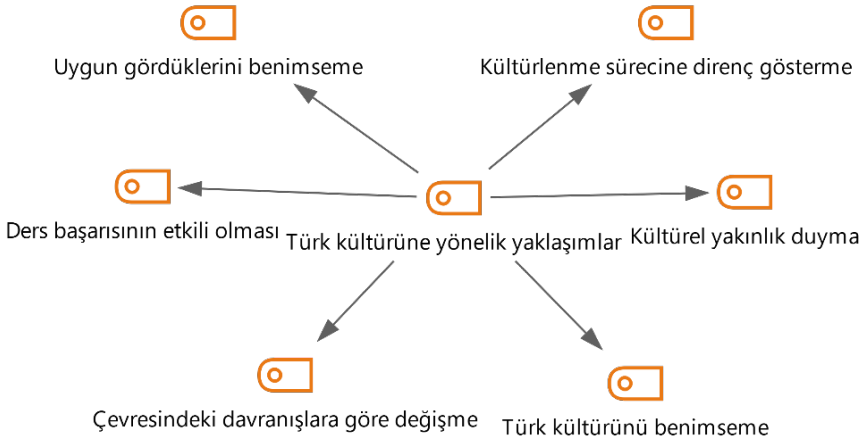 Uygun gördüklerini benimseme
Kültürlenme sürecine direnç gösterme
Ders başarısının etkili olması
Türk kültürüne yönelik yaklaşımlar
Kültürel yakınlık duyma
Çevresindeki davranışlara göre değişme
Türk kültürünü benimseme